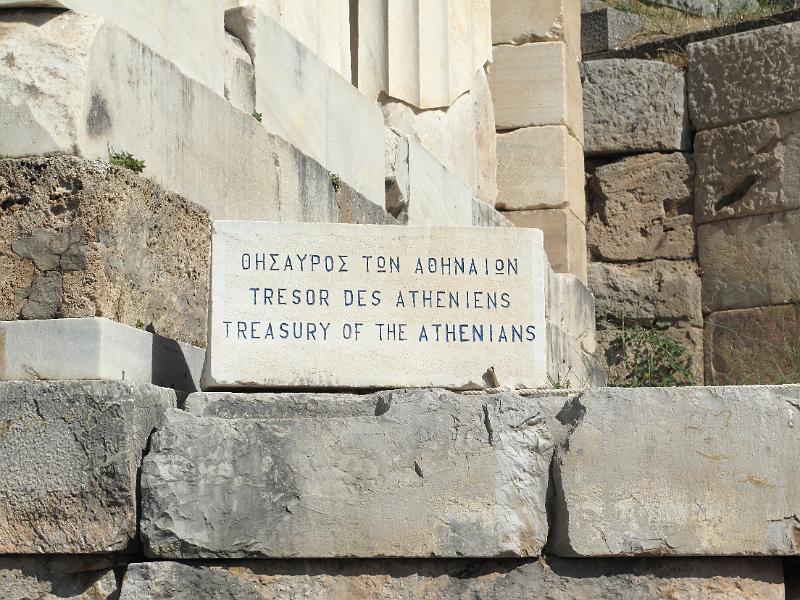 ΘΗΣΑΥΡΟΣ ΤΩΝ ΑΘΗΝΑΙΩΝ
TRESOR DES ATHENIENS
TREASURY OF THE ATHENIANS